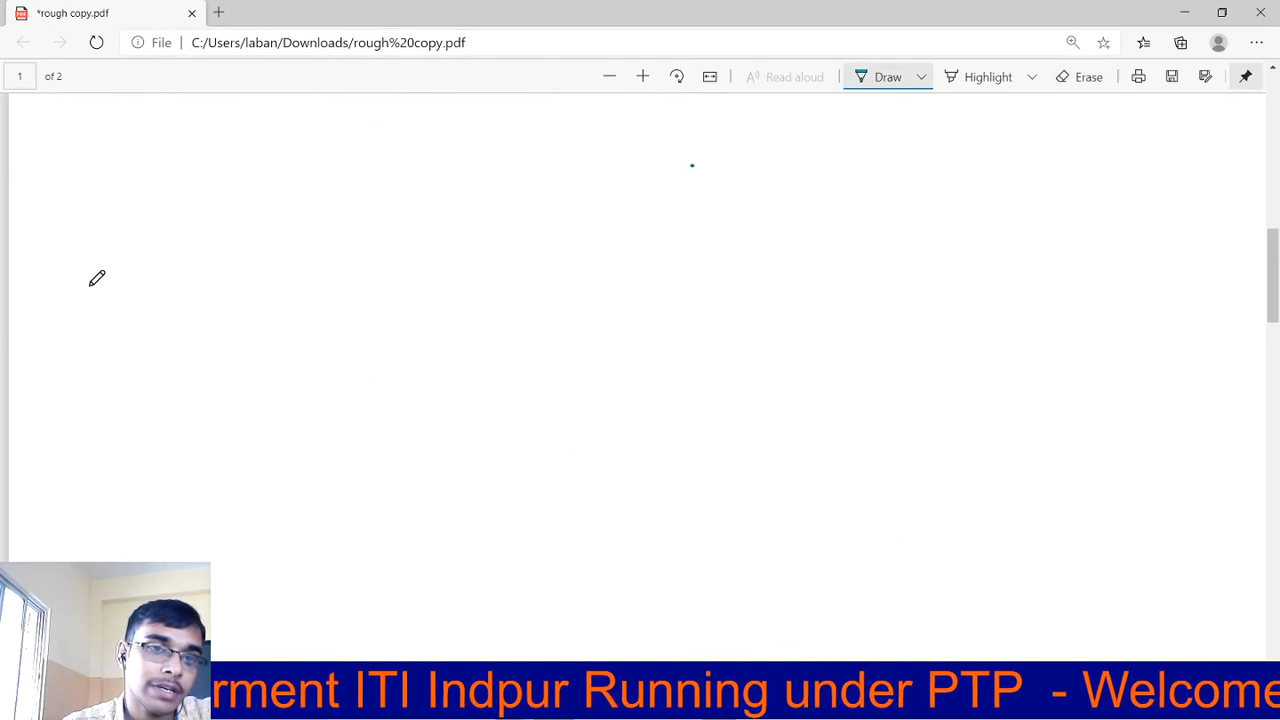 *rough copy.pdf
File C:/Users/laban/Downloads/rough%20copy.pdf
1 of 2 Read aloud Draw Highlight Erase
rment ITI Indpur Running under PTP - Welcome